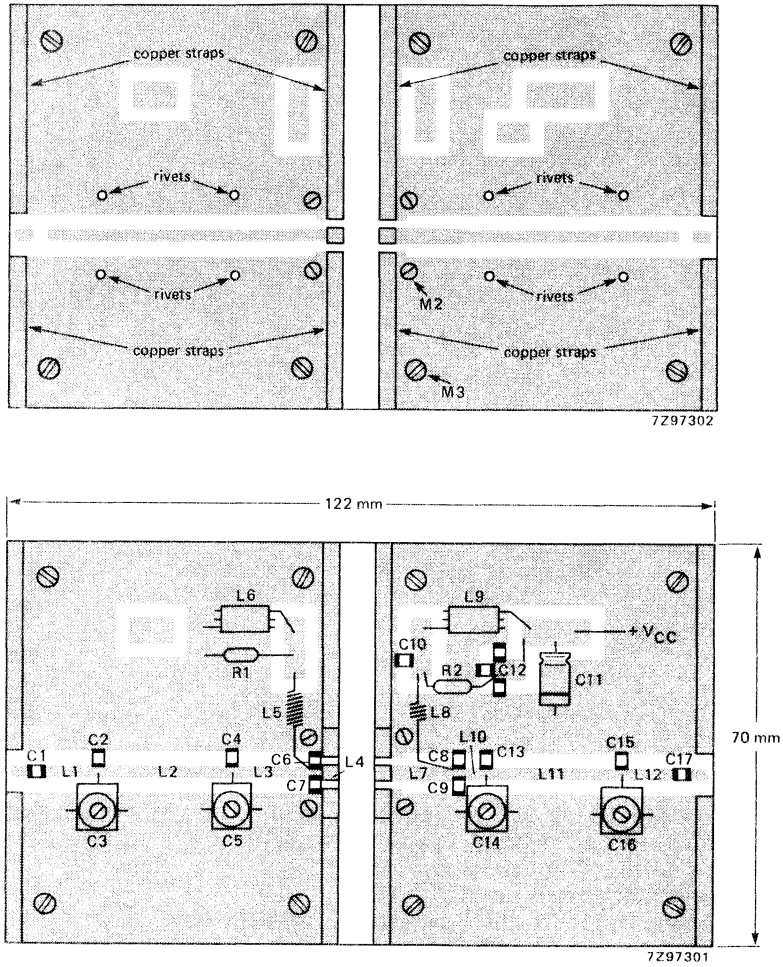 copper straps
copper straps
rivets
rivets
rivets
rivets
M2
copper straps
copper straps
M3
7Z97302
122 mm
L6
L9
+ VCC
C10
R1
R2
C12
C11
L5
L8
70 mm
C1
C2
C4
C6
L4
C8
L10
C13
C15
C17
L1
L2
L3
C7
L7
C9
L11
L12
C3
C5
C14
C16
7Z97301